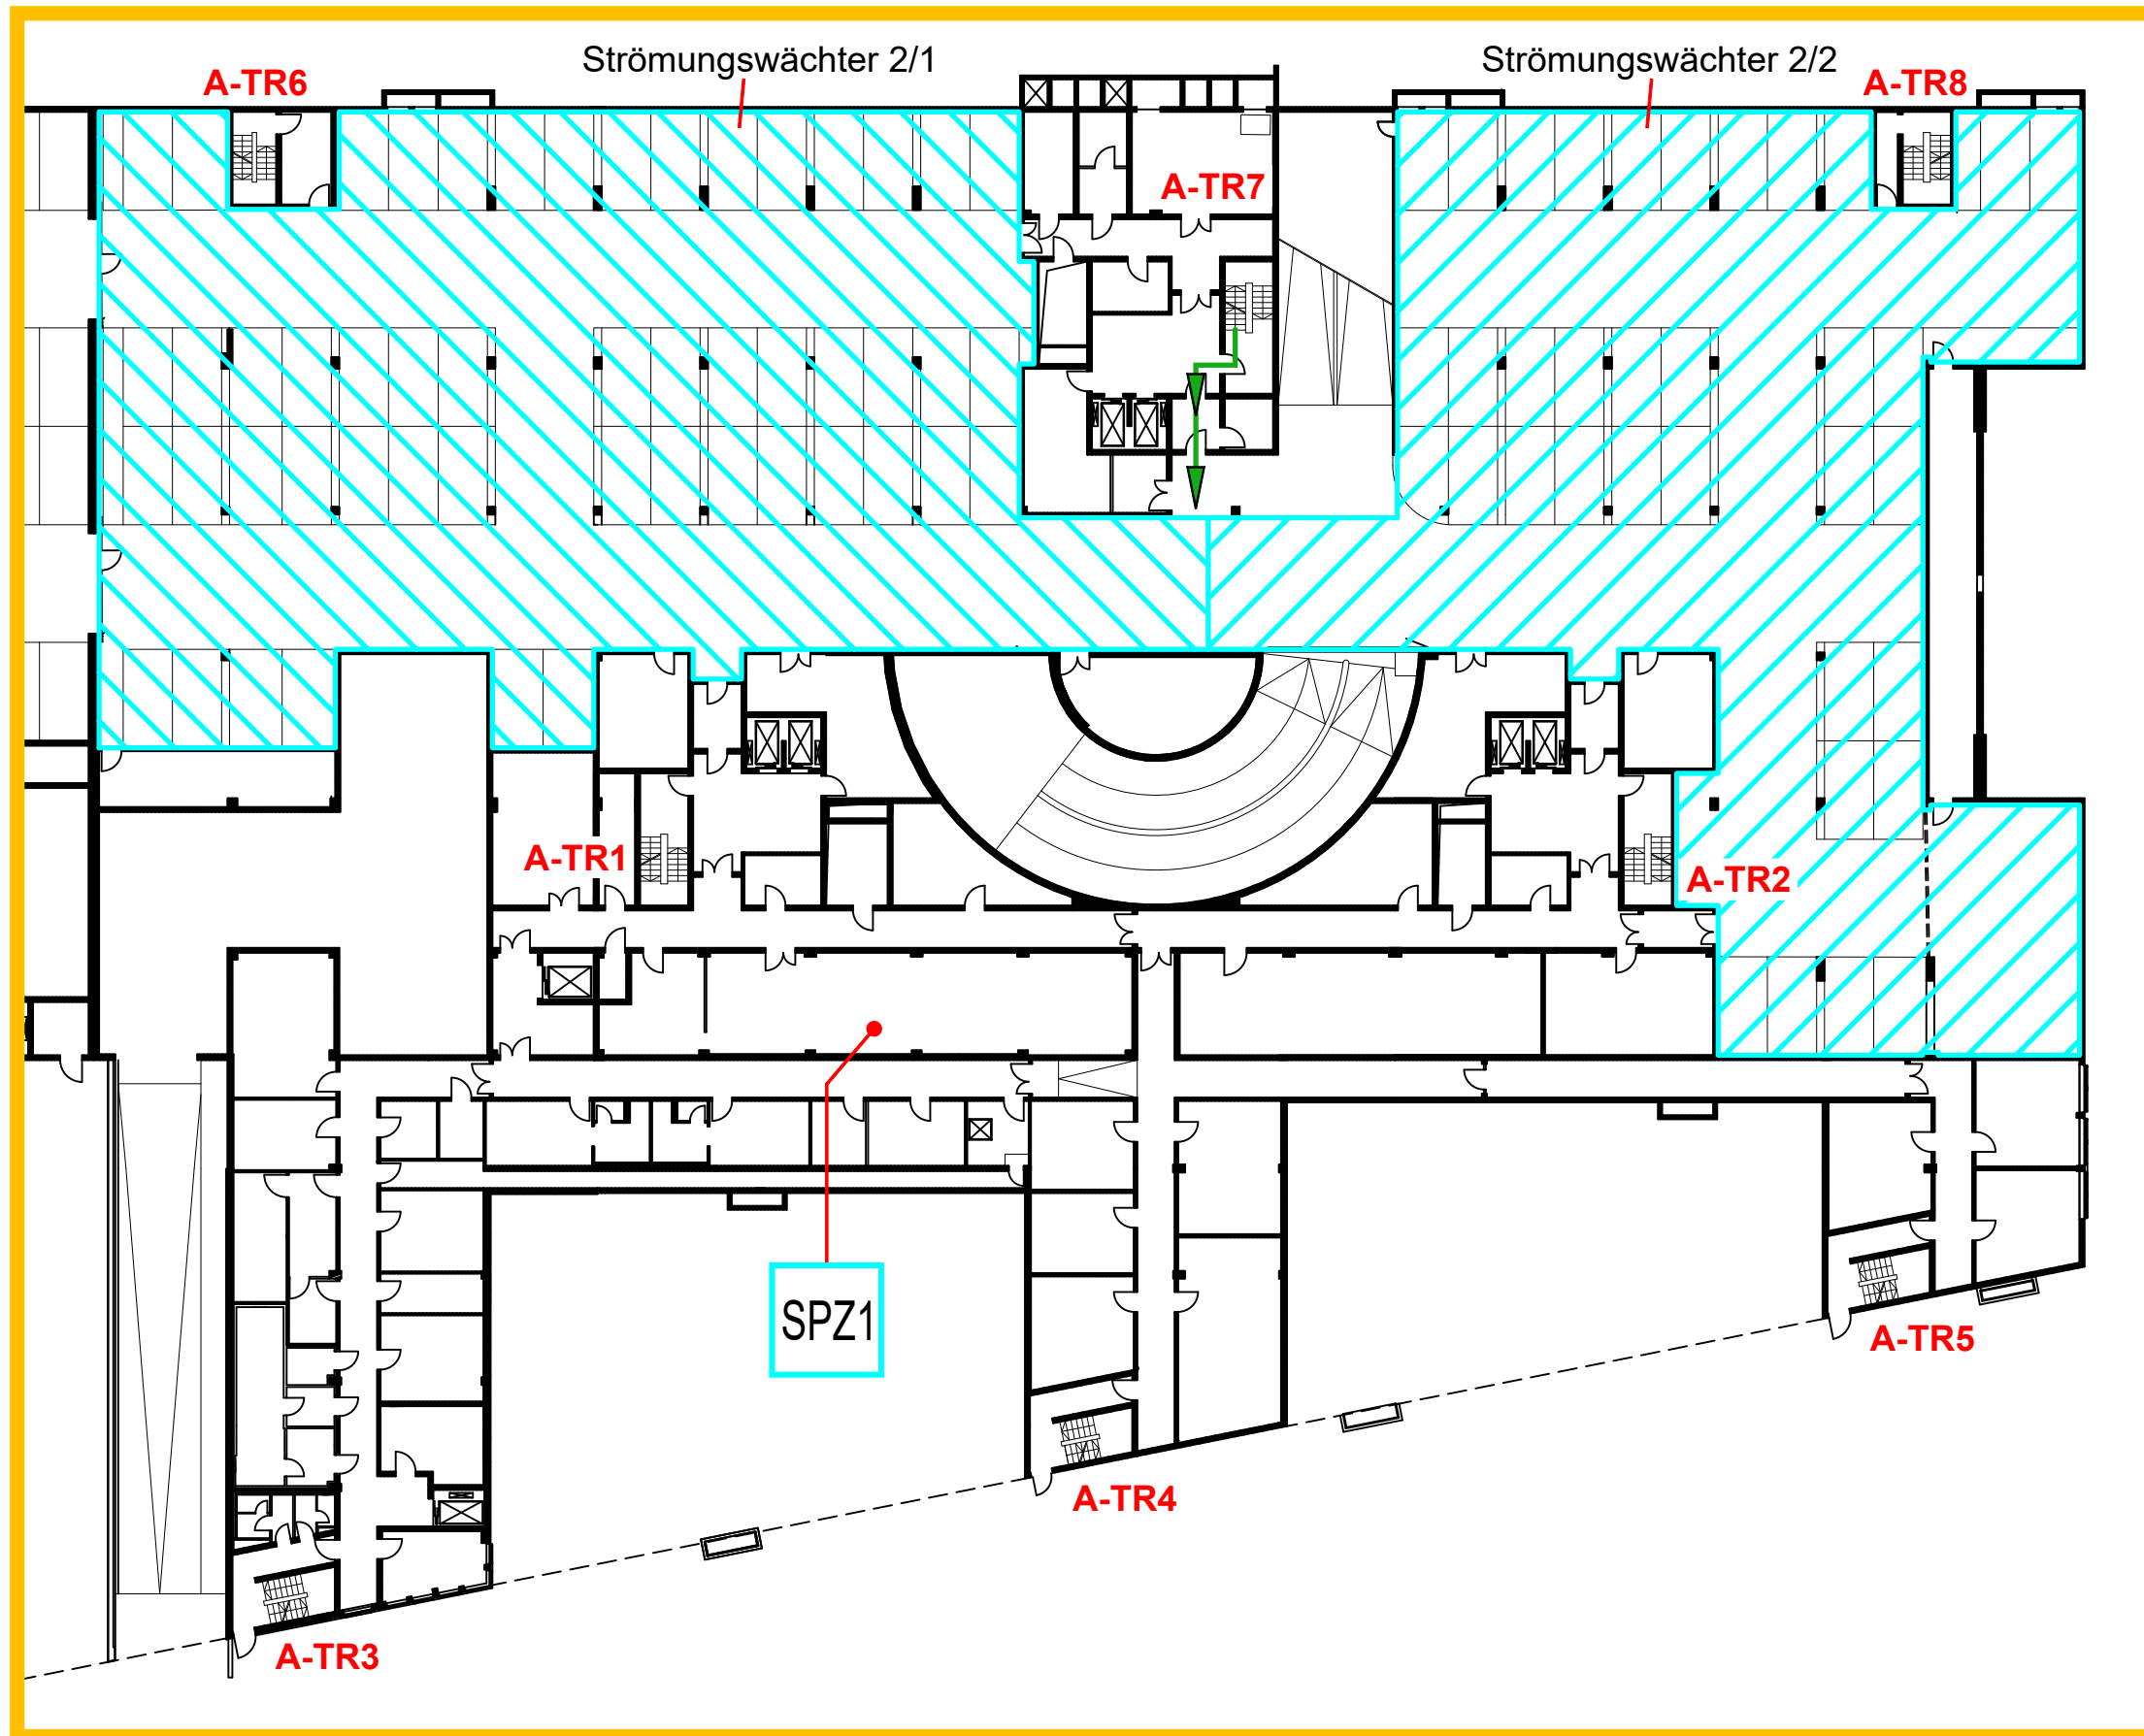 Strömungswächter 2/1
Strömungswächter 2/2
A-TR6
A-TR8
A-TR7
A-TR1
A-TR2
SPZ1
A-TR5
A-TR4
A-TR3